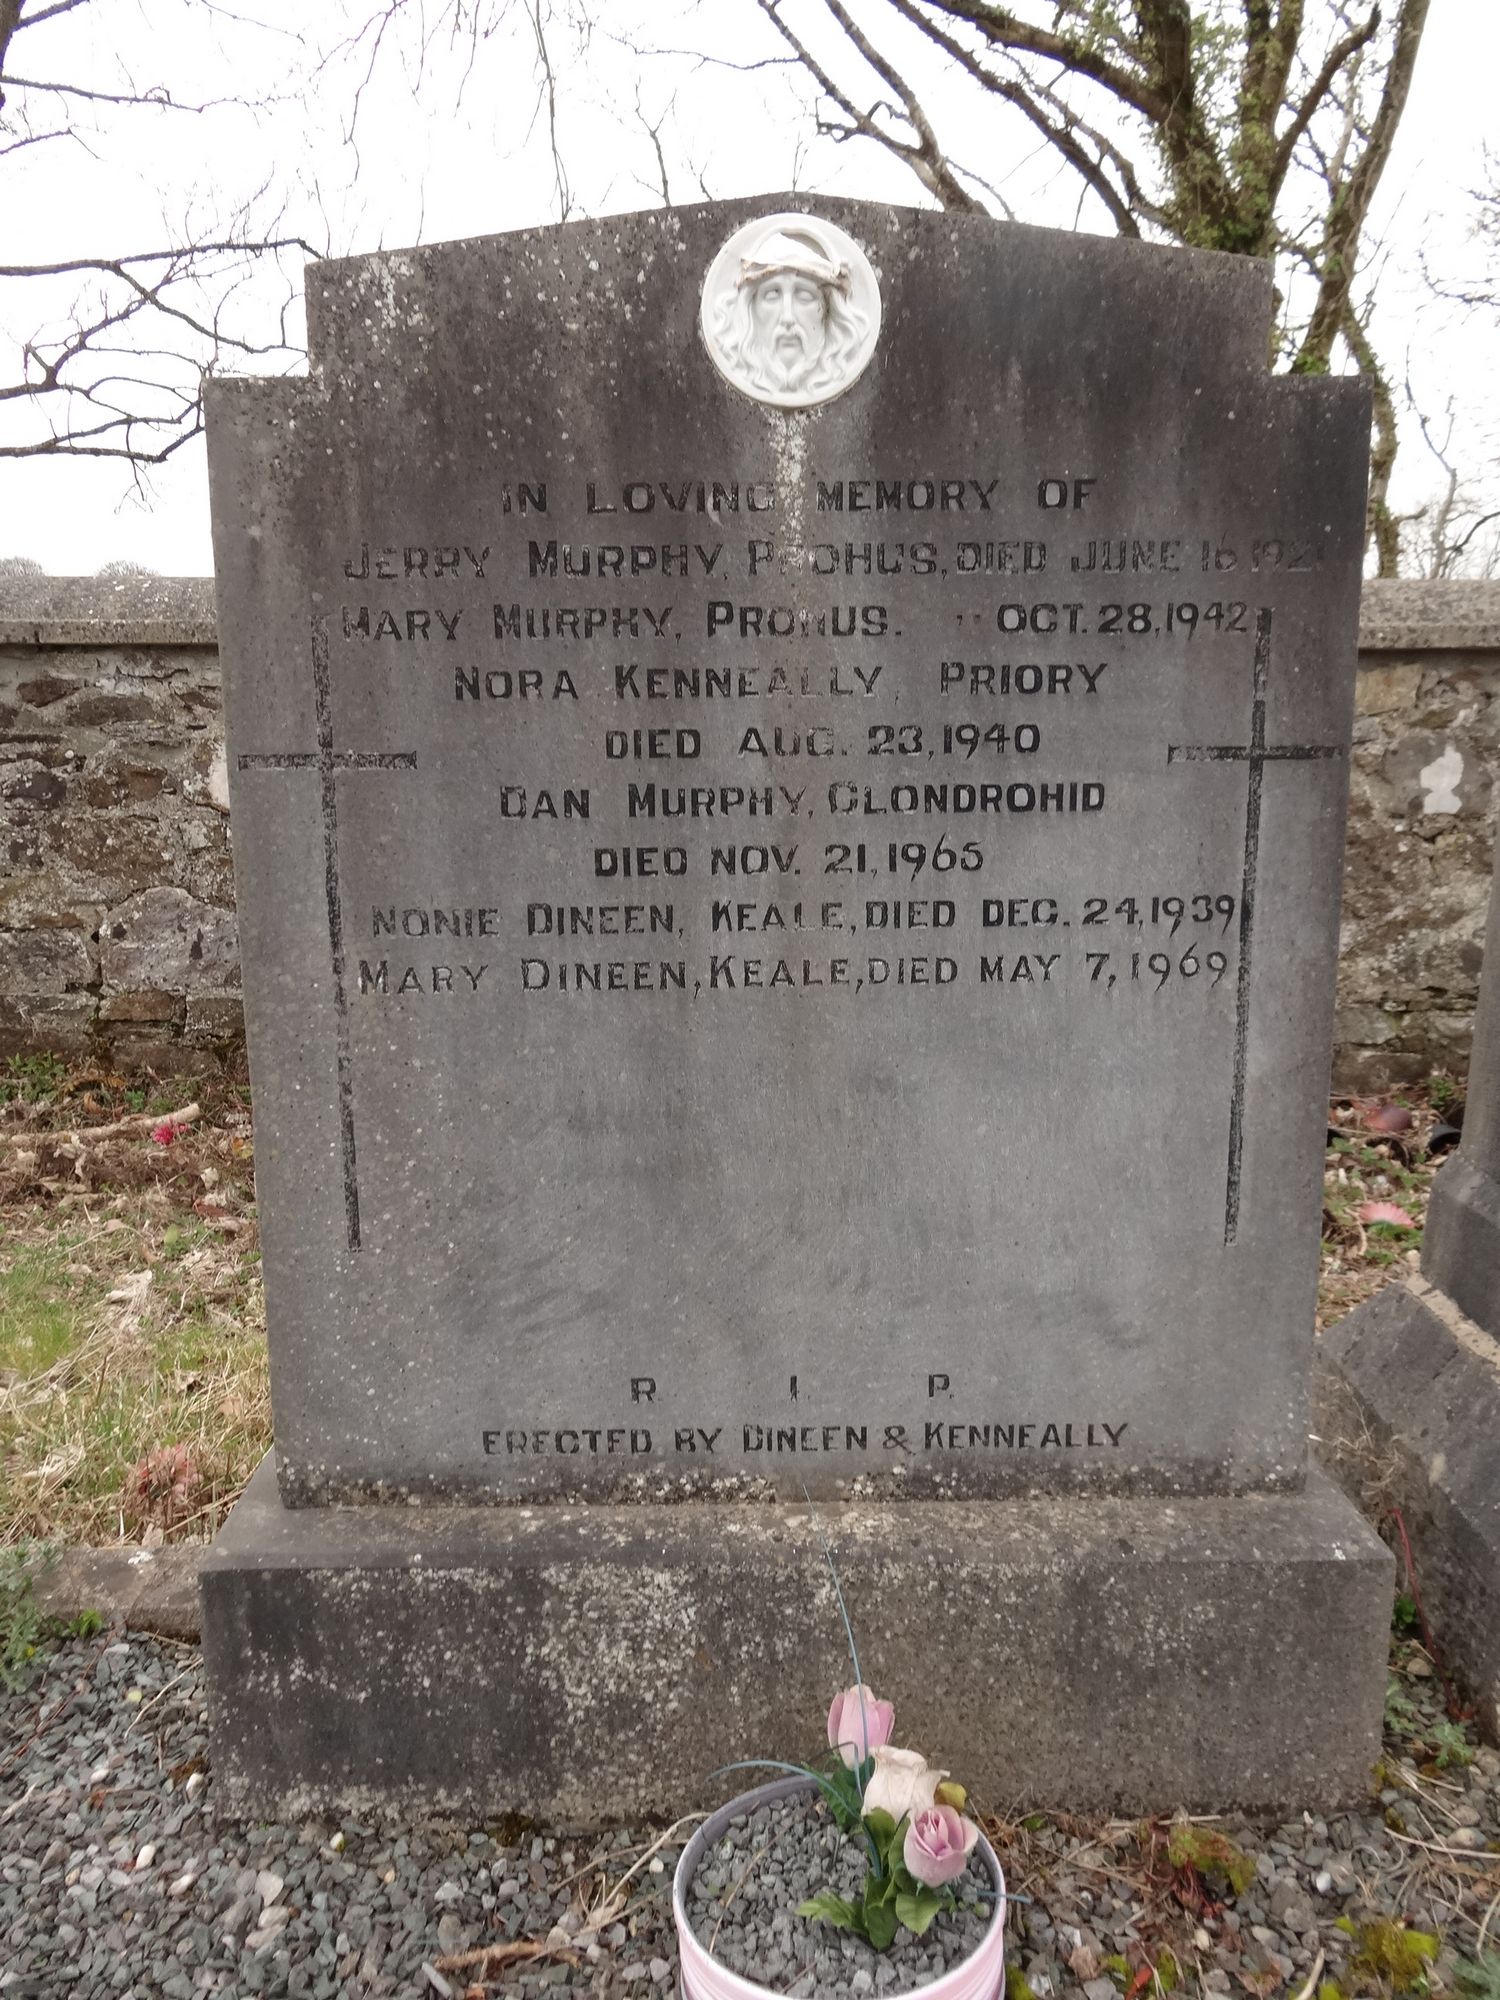 IN LOVING MEMORY OF
JERRY MURPHY, PROHUS, DIED JUNE 16 1921
MARY MURPHY, PROHUS. " OCT. 28, 1942
NORA KENNEALLY, PRIORY
DIED AUG. 23, 1940
DAN MURPHY, CLONDROHID
DIED NOV. 21, 1965
NONIE DINEEN, KEALE, DIED DEC. 24, 1939
MARY DINEEN, KEALE, DIED MAY 7, 1969
R. I. P.
ERECTED BY DINEEN & KENNEALLY